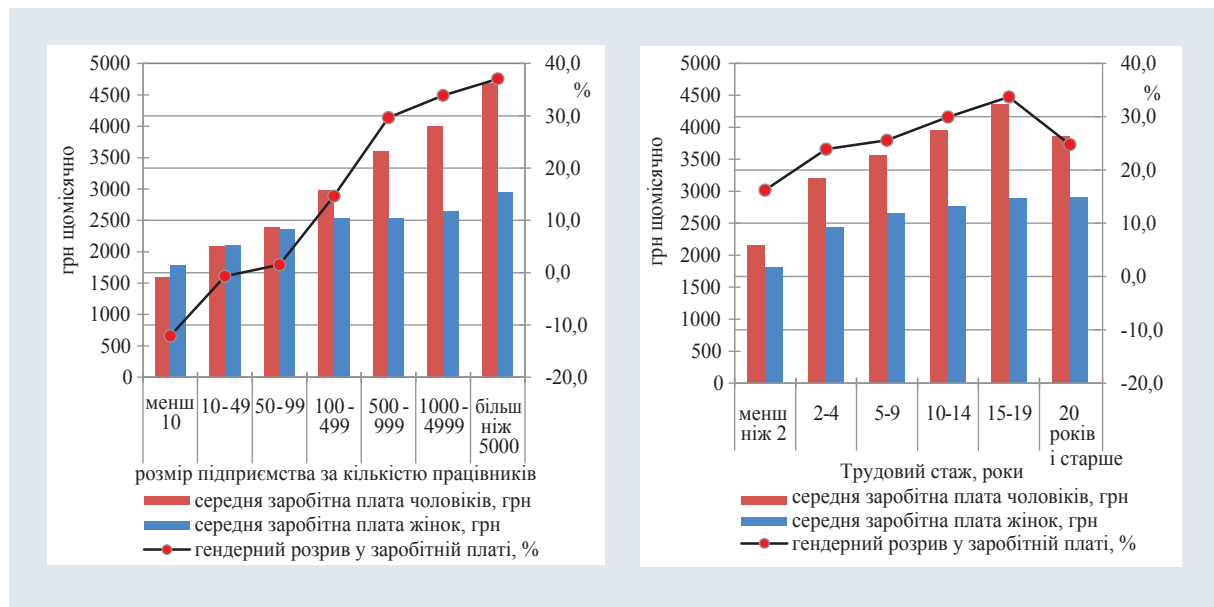 5000
4500
4000
3500
3000
2500
2000
1500
1000
500
0
грн щомісячно
40,0
%
30,0
20,0
10,0
0,0
-10,0
-20,0
менш 10-49 50-99 100- 500- 1000- більш
10 499 999 4999 ніж
5000
розмір підприємства за кількістю працівників
середня заробітна плата чоловіків, грн
середня заробітна плата жінок, грн
гендерний розрив у заробітній платі, %
5000
4500
4000
3500
3000
2500
2000
1500
1000
500
0
грн щомісячно
40,0
%
30,0
20,0
10,0
0,0
-10,0
-20,0
менш 2-4 5-9 10-14 15-19 20
ніж 2 років
і старше
Трудовий стаж, роки
середня заробітна плата чоловіків, грн
середня заробітна плата жінок, грн
гендерний розрив у заробітній платі, %